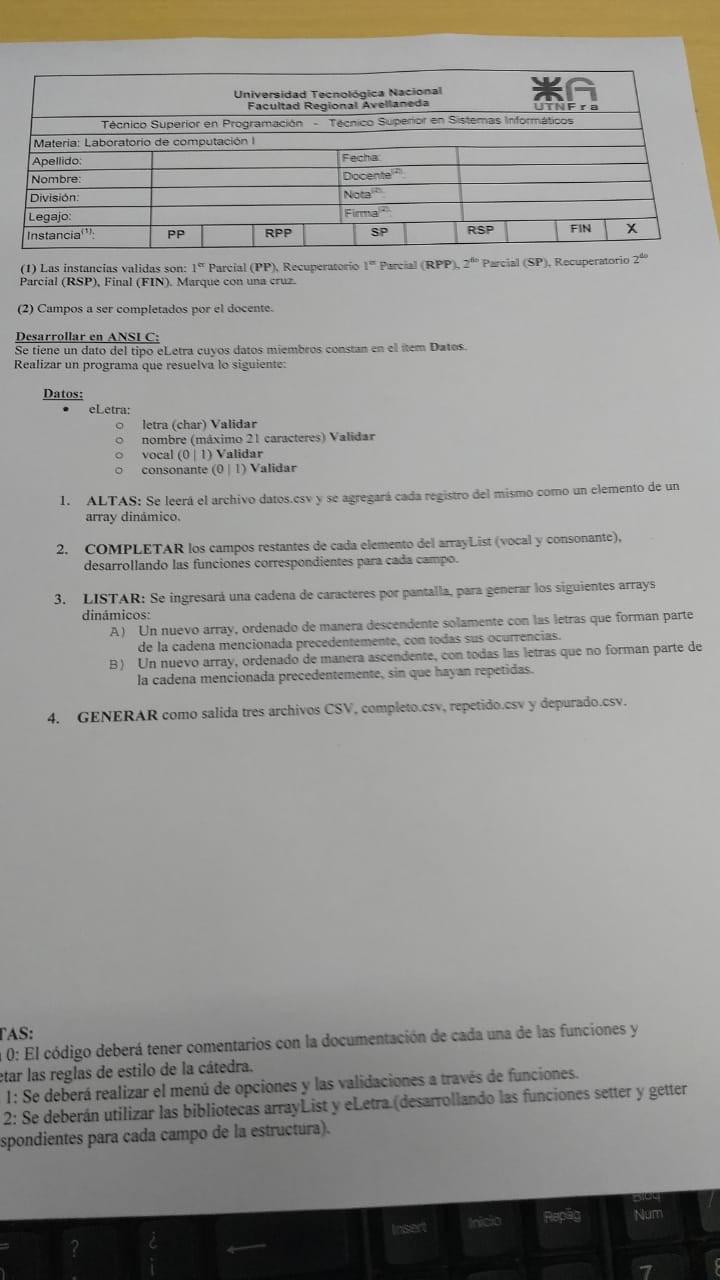 Universidad Tecnológica Nacional
Facultad Regional Avellaneda
UTNFra
Técnico Superior en Programación - Técnico Superior en Sistemas Informáticos
Materia: Laboratorio de computación I
Apellido: Fecha:
Nombre: Docente(2):
División: Nota(2):
Legajo: Firma(2):
Instancia(1): PP RPP SP RSP FIN X
(1) Las instancias validas son: 1er Parcial (PP), Recuperatorio 1er Parcial (RPP), 2do Parcial (SP), Recuperatorio 2do
Parcial (RSP), Final (FIN). Marque con una cruz.
(2) Campos a ser completados por el docente.
Desarrollar en ANSI C:
Se tiene un dato del tipo eLetra cuyos datos miembros constan en el ítem Datos.
Realizar un programa que resuelva lo siguiente:
Datos:
• eLetra:
○ letra (char) Validar
○ nombre (máximo 21 caracteres) Validar
○ vocal (0 | 1) Validar
○ consonante (0 | 1) Validar
1. ALTAS: Se leerá el archivo datos.csv y se agregará cada registro del mismo como un elemento de un
array dinámico.
2. COMPLETAR los campos restantes de cada elemento del arrayList (vocal y consonante),
desarrollando las funciones correspondientes para cada campo.
3. LISTAR: Se ingresará una cadena de caracteres por pantalla, para generar los siguientes arrays
dinámicos:
A) Un nuevo array, ordenado de manera descendente solamente con las letras que forman parte
de la cadena mencionada precedentemente, con todas sus ocurrencias.
B) Un nuevo array, ordenado de manera ascendente, con todas las letras que no forman parte de
la cadena mencionada precedentemente, sin que hayan repetidas.
4. GENERAR como salida tres archivos CSV, completo.csv, repetido.csv y depurado.csv.
TAS:
0: El código deberá tener comentarios con la documentación de cada una de las funciones y
etar las reglas de estilo de la cátedra.
1: Se deberá realizar el menú de opciones y las validaciones a través de funciones.
2: Se deberán utilizar las bibliotecas arrayList y eLetra.(desarrollando las funciones setter y getter
spondientes para cada campo de la estructura).
Insert Inicio Repág Bloq
Num
? ¿
¡ 7